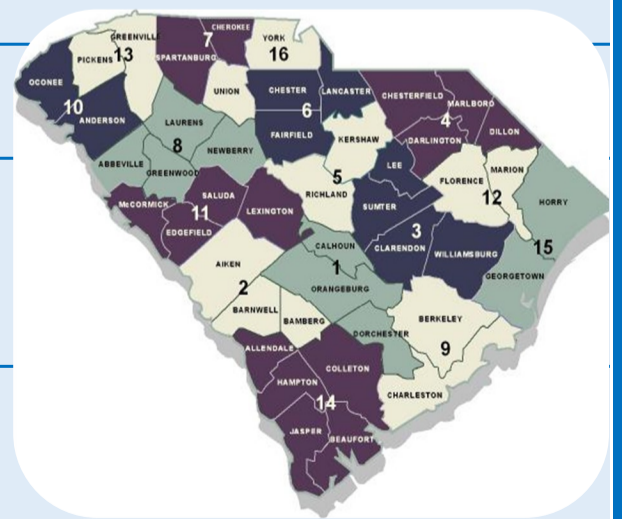 CHEROKEE
GREENVILLE
7
YORK
13
PICKENS
SPARTANBURG
16
OCONEE
UNION
CHESTER
LANCASTER
CHESTERFIELD
MARLBORO
10
ANDERSON
6
4
LAURENS
DILLON
8
FAIRFIELD
KERSHAW
DARLINGTON
NEWBERRY
ABBEVILLE
LEE
MARION
GREENWOOD
5
FLORENCE
12
SALUDA
RICHLAND
HORRY
McCORMICK
11
LEXINGTON
SUMTER
EDGEFIELD
3
CALHOUN
CLARENDON
WILLIAMSBURG
15
AIKEN
1
GEORGETOWN
2
ORANGEBURG
BARNWELL
BAMBERG
BERKELEY
DORCHESTER
9
ALLENDALE
COLLETON
HAMPTON
CHARLESTON
14
JASPER
BEAUFORT